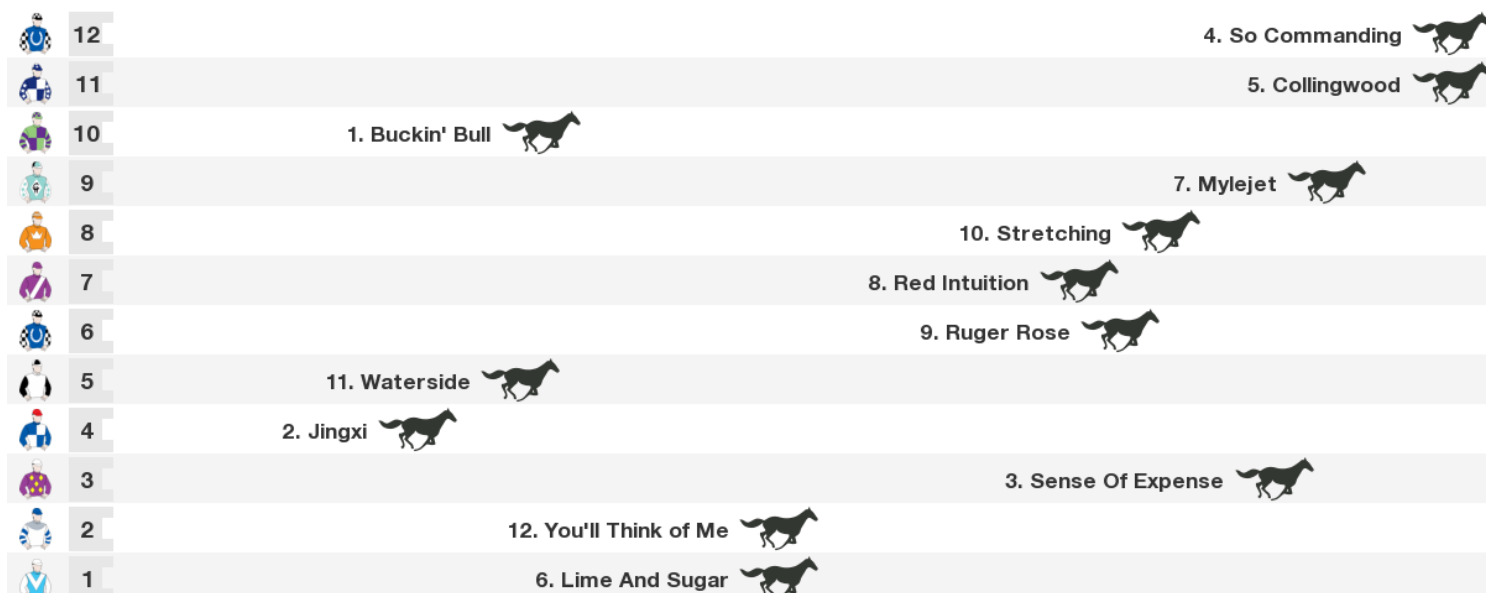 12 4. So Commanding
11 5. Collingwood
10 1. Buckin' Bull
9 7. Mylejet
8 10. Stretching
7 8. Red Intuition
6 9. Ruger Rose
5 11. Waterside
4 2. Jingxi
3 3. Sense Of Expense
2 12. You'll Think of Me
1 6. Lime And Sugar